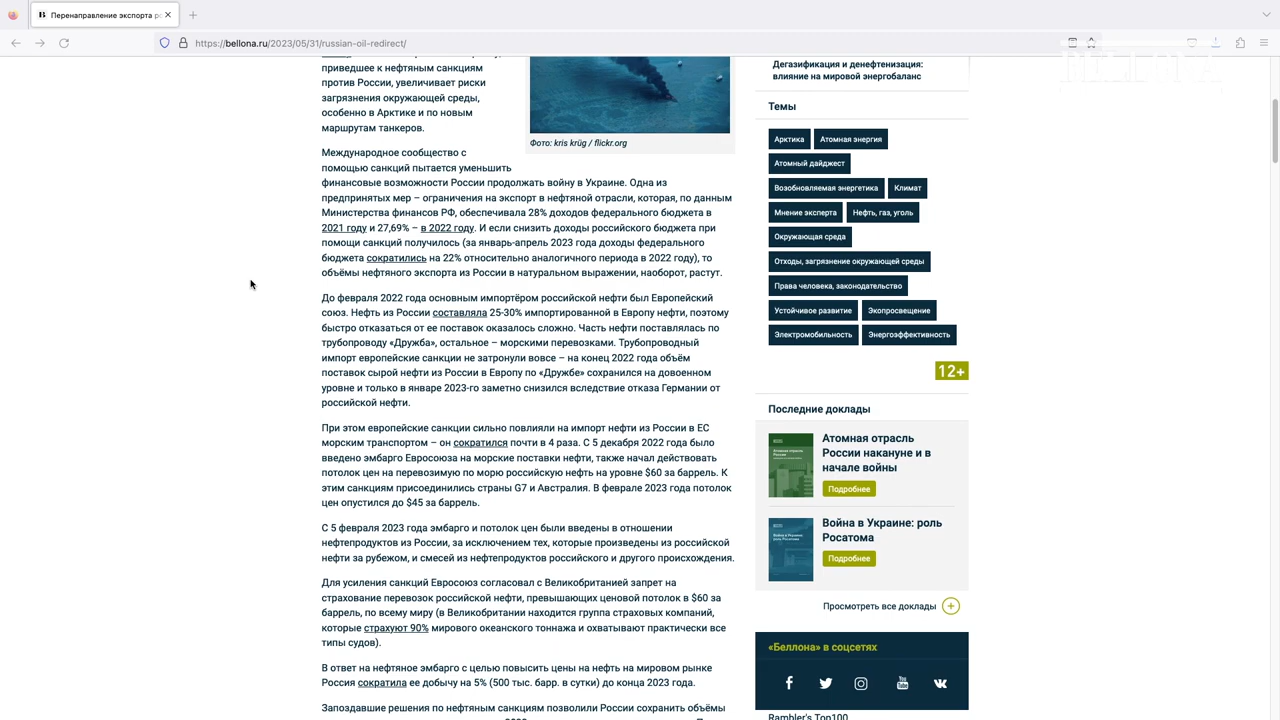 Перенаправление экспорта ро
https://bellona.ru/2023/05/31/russian-oil-redirect/
приведшее к нефтяным санкциям
против России, увеличивает риски
загрязнения окружающей среды,
особенно в Арктике и по новым
маршрутам танкеров.
Фото: kris krüg / flickr.org
Международное сообщество с
помощью санкций пытается уменьшить
финансовые возможности России продолжать войну в Украине. Одна из
предпринятых мер – ограничения на экспорт в нефтяной отрасли, которая, по данным
Министерства финансов РФ, обеспечивала 28% доходов федерального бюджета в
2021 году и 27,69% – в 2022 году. И если снизить доходы российского бюджета при
помощи санкций получилось (за январь-апрель 2023 года доходы федерального
бюджета сократились на 22% относительно аналогичного периода в 2022 году), то
объёмы нефтяного экспорта из России в натуральном выражении, наоборот, растут.
До февраля 2022 года основным импортёром российской нефти был Европейский
союз. Нефть из России составляла 25-30% импортированной в Европу нефти, поэтому
быстро отказаться от ее поставок оказалось сложно. Часть нефти поставлялась по
трубопроводу «Дружба», остальное – морскими перевозками. Трубопроводный
импорт европейские санкции не затронули вовсе – на конец 2022 года объём
поставок сырой нефти из России в Европу по «Дружбе» сохранился на довоенном
уровне и только в январе 2023-го заметно снизился вследствие отказа Германии от
российской нефти.
При этом европейские санкции сильно повлияли на импорт нефти из России в ЕС
морским транспортом – он сократился почти в 4 раза. С 5 декабря 2022 года было
введено эмбарго Евросоюза на морские поставки нефти, также начал действовать
потолок цен на перевозимую по морю российскую нефть на уровне $60 за баррель. К
этим санкциям присоединились страны G7 и Австралия. В феврале 2023 года потолок
цен опустился до $45 за баррель.
С 5 февраля 2023 года эмбарго и потолок цен были введены в отношении
нефтепродуктов из России, за исключением тех, которые произведены из российской
нефти за рубежом, и смесей из нефтепродуктов российского и другого происхождения.
Для усиления санкций Евросоюз согласовал с Великобританией запрет на
страхование перевозок российской нефти, превышающих ценовой потолок в $60 за
баррель, по всему миру (в Великобритании находится группа страховых компаний,
которые страхуют 90% мирового океанского тоннажа и охватывают практически все
типы судов).
В ответ на нефтяное эмбарго с целью повысить цены на нефть на мировом рынке
Россия сократила ее добычу на 5% (500 тыс. барр. в сутки) до конца 2023 года.
Запоздавшие решения по нефтяным санкциям позволили России сохранить объёмы
Дегазификация и денефтенизация:
влияние на мировой энергобаланс
Темы
Арктика Атомная энергия
Атомный дайджест
Возобновляемая энергетика Климат
Мнение эксперта Нефть, газ, уголь
Окружающая среда
Отходы, загрязнение окружающей среды
Права человека, законодательство
Устойчивое развитие Экопросвещение
Электромобильность Энергоэффективность
12+
Последние доклады
Атомная отрасль
России накануне и в
начале войны
Подробнее
Война в Украине: роль
Росатома
Подробнее
Просмотреть все доклады
«Беллона» в соцсетях
Rambler's Top100
BELLONA